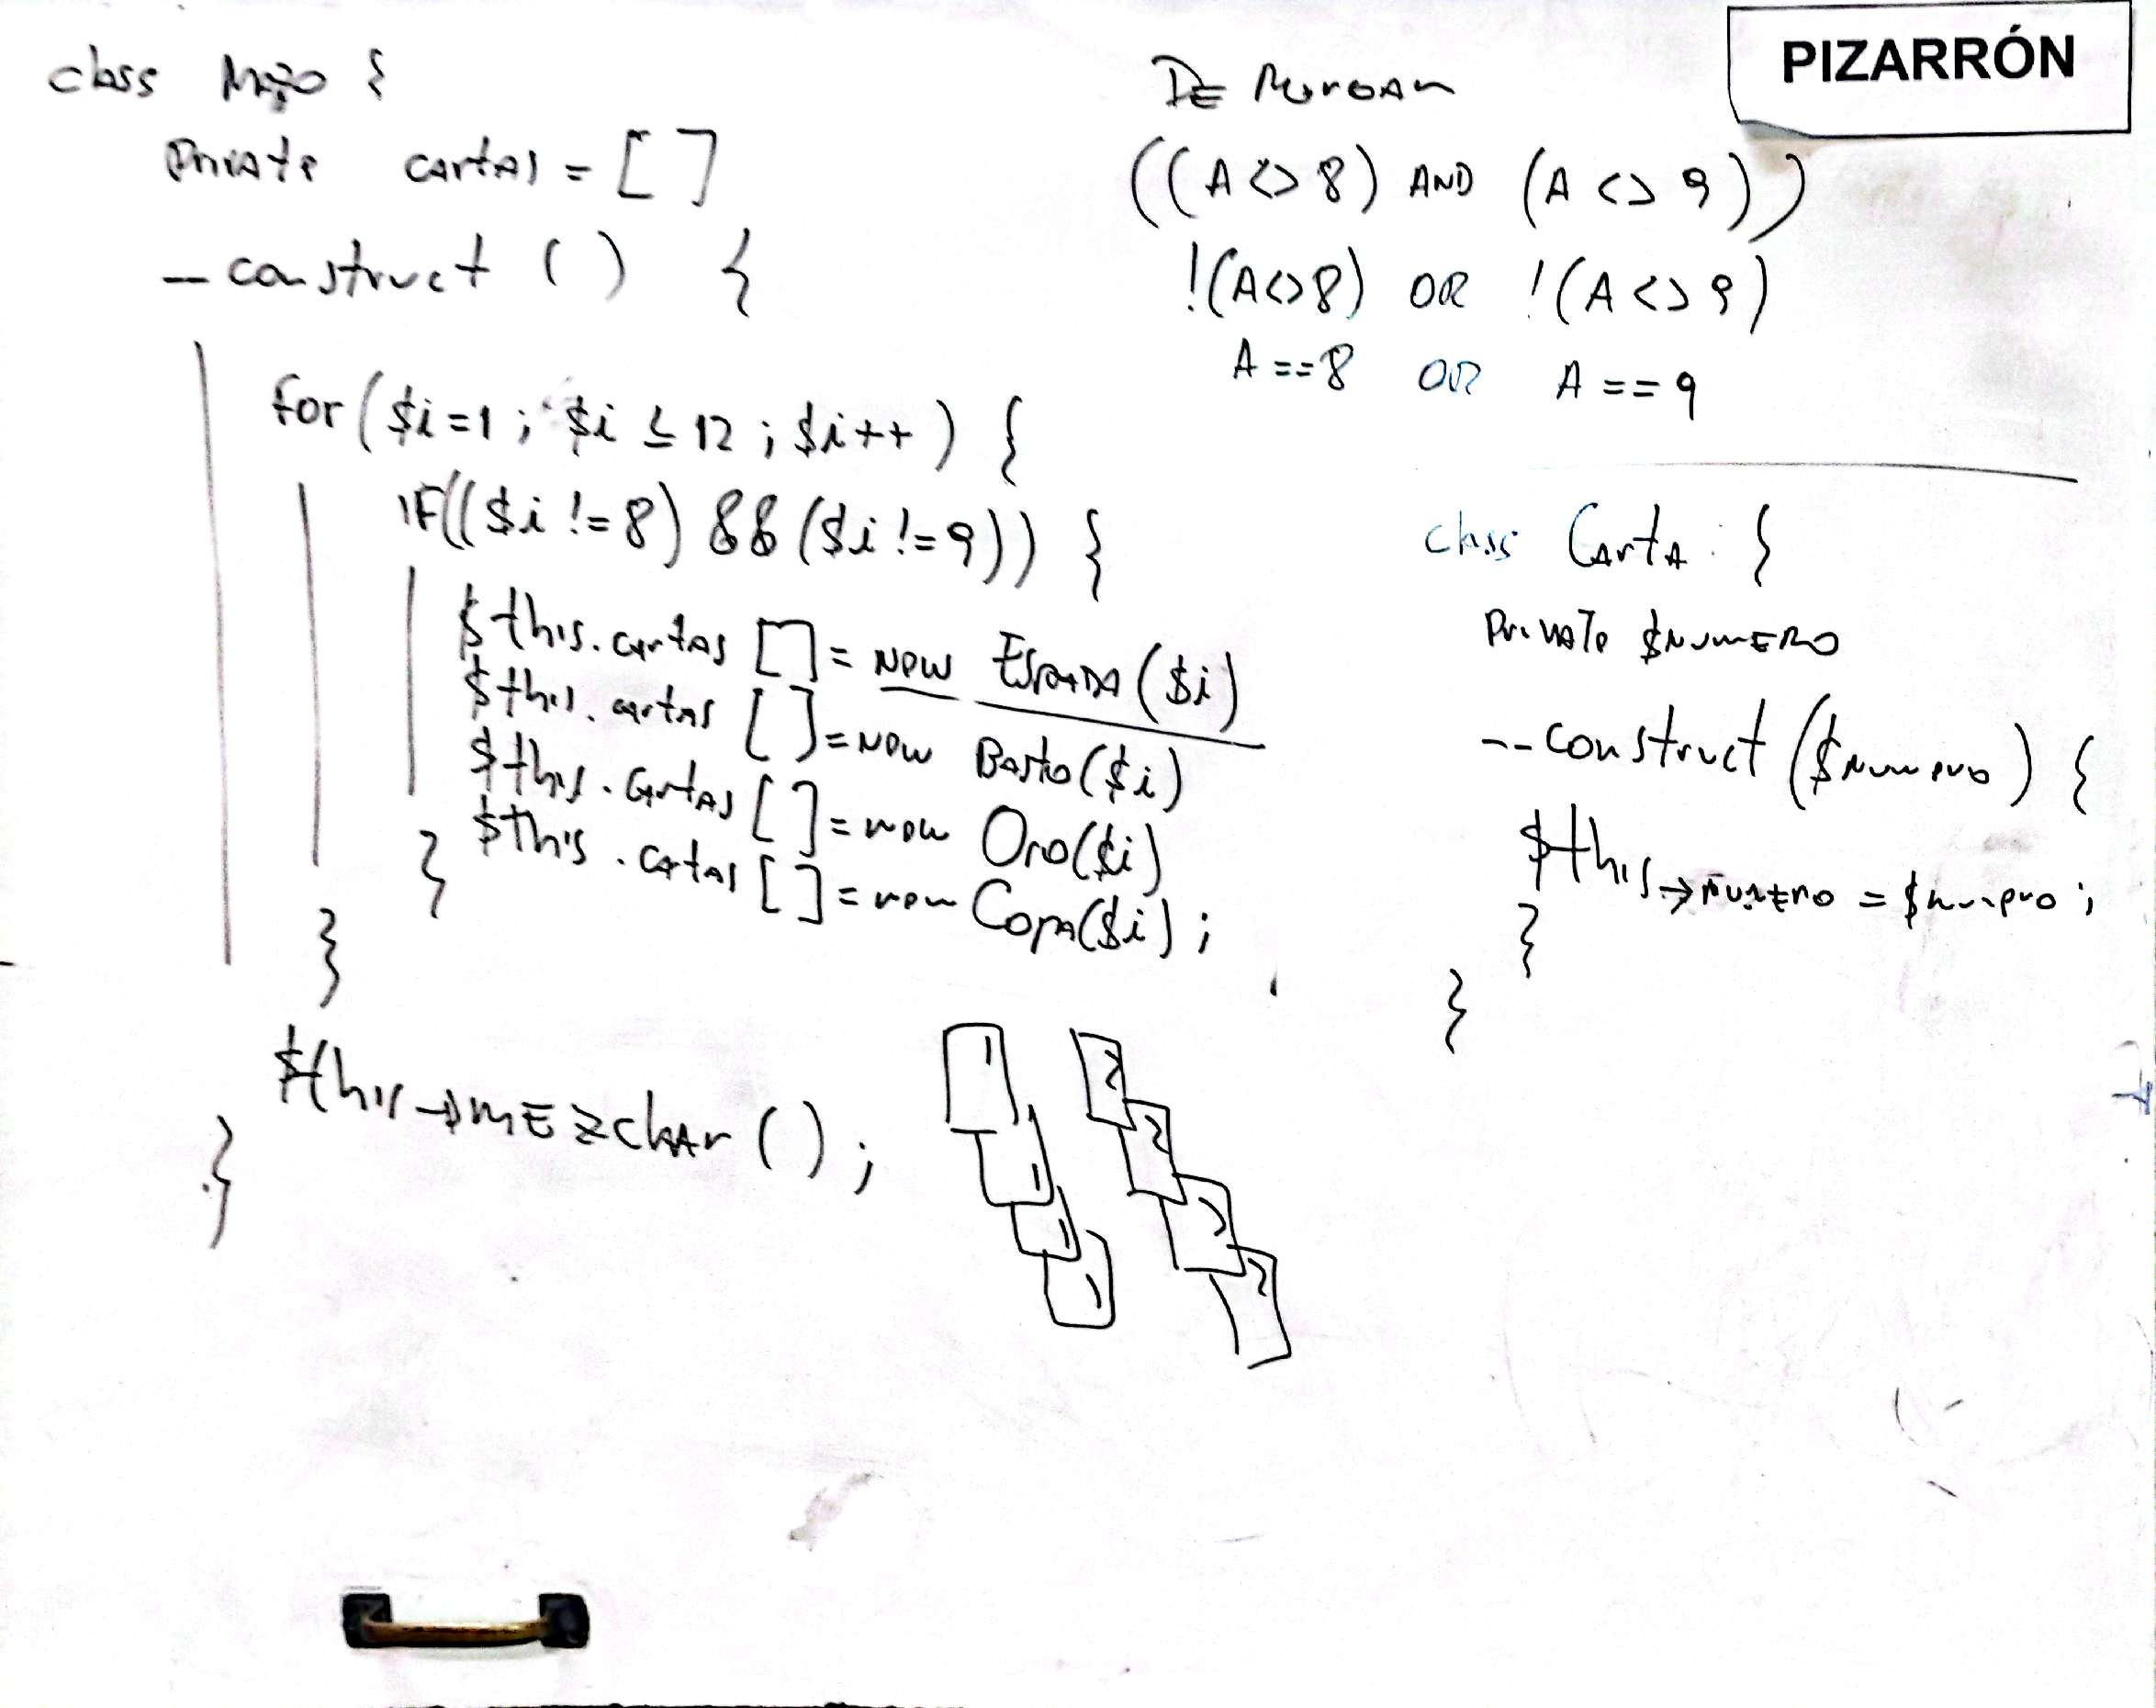 PIZARRÓN
class Mazo {
Private cartas = [ ]
__construct ( ) {
for ($i=1 ; $i ≤ 12 ; $i++ ) {
IF(($i !=8) && ($i !=9)) {
$this.cartas [ ] = new EspaDA ($i)
$this.cartas [ ] = new Basto($i)
$this.cartas [ ] = new Oro($i)
$this.cartas [ ] = new Copa($i) ;
}
}
$this→mEzclAr ( ) ;
}
1
1
1
1
2
2
2
2
DE MorGAn
((A <> 8) AND (A <> 9))
!(A<>8) OR !(A <> 9)
A ==8 OR A ==9
class CartA {
PrivATe $NUmERO
--construct ($numero) {
$this→NUmEro = $numero ;
}
}